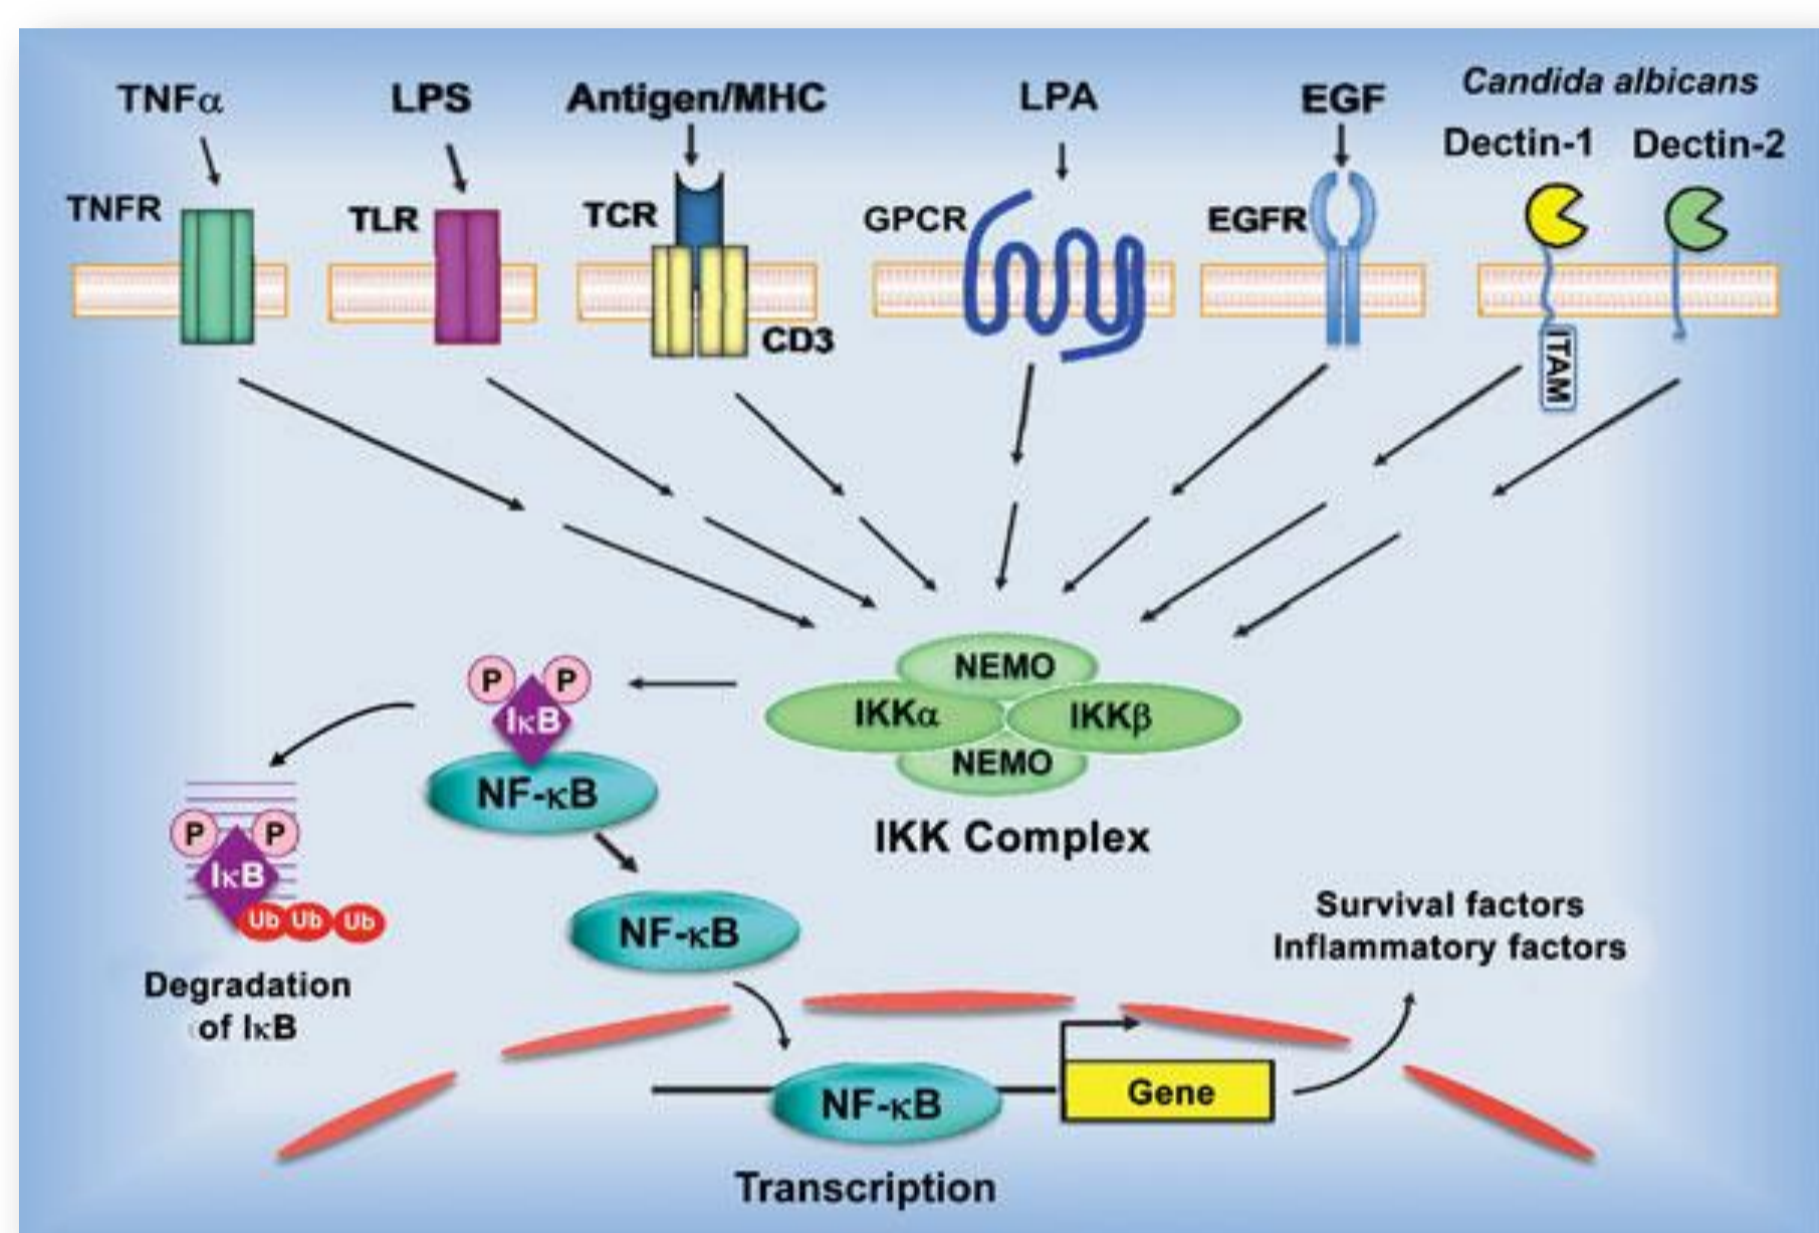 TNFα
LPS
Antigen/MHC
LPA
EGF
Candida albicans
Dectin-1
Dectin-2
TNFR
TLR
TCR
CD3
GPCR
EGFR
ITAM
NEMO
IKKα
IKKβ
NEMO
IKK Complex
P
P
IκB
NF-κB
P
P
IκB
Ub
Ub
Ub
Degradation
of IκB
NF-κB
Survival factors
Inflammatory factors
NF-κB
Gene
Transcription